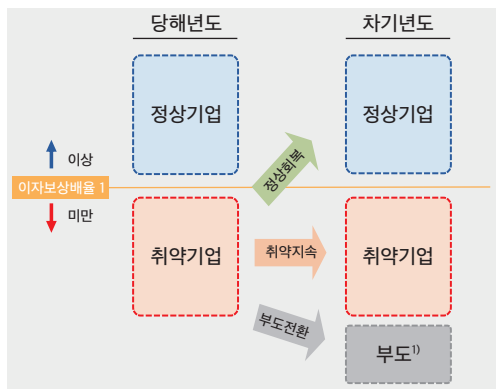 당해년도 차기년도
정상기업 정상기업
이상
정상회복
이자보상배율 1
미만
취약기업 취약지속 취약기업
부도전환
부도1)